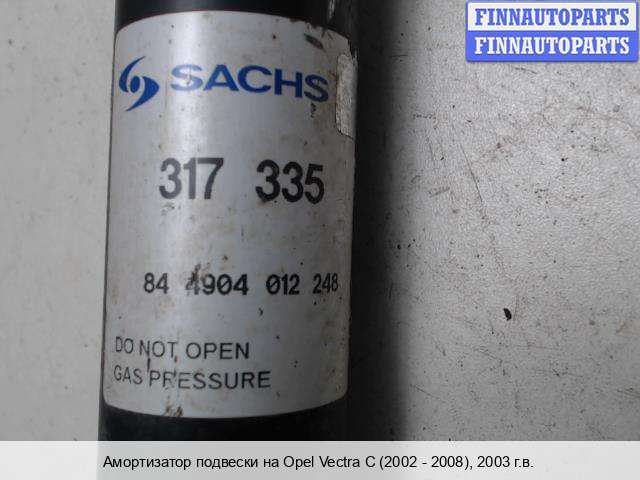 FINNAUTOPARTS
FINNAUTOPARTS
SACHS
317 335
84 4904 012 248
DO NOT OPEN
GAS PRESSURE
Амортизатор подвески на Opel Vectra C (2002 - 2008), 2003 г.в.